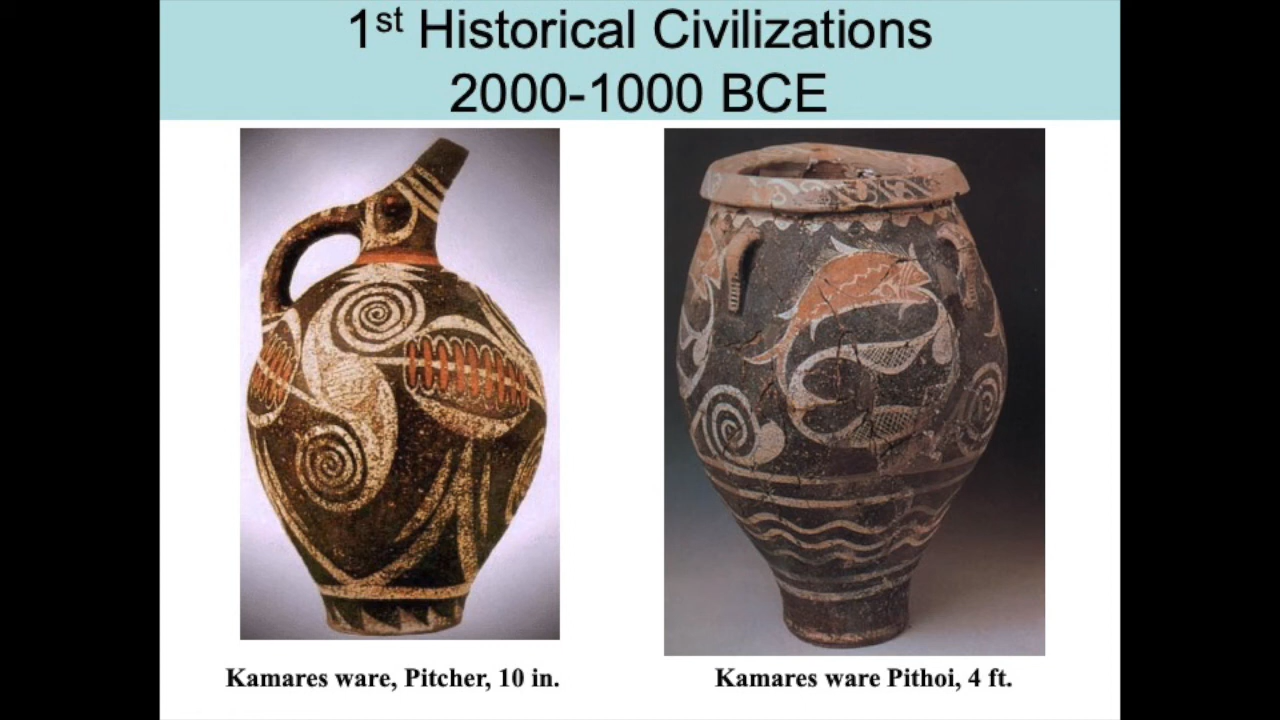 1st Historical Civilizations
2000-1000 BCE
Kamares ware, Pitcher, 10 in.
Kamares ware Pithoi, 4 ft.